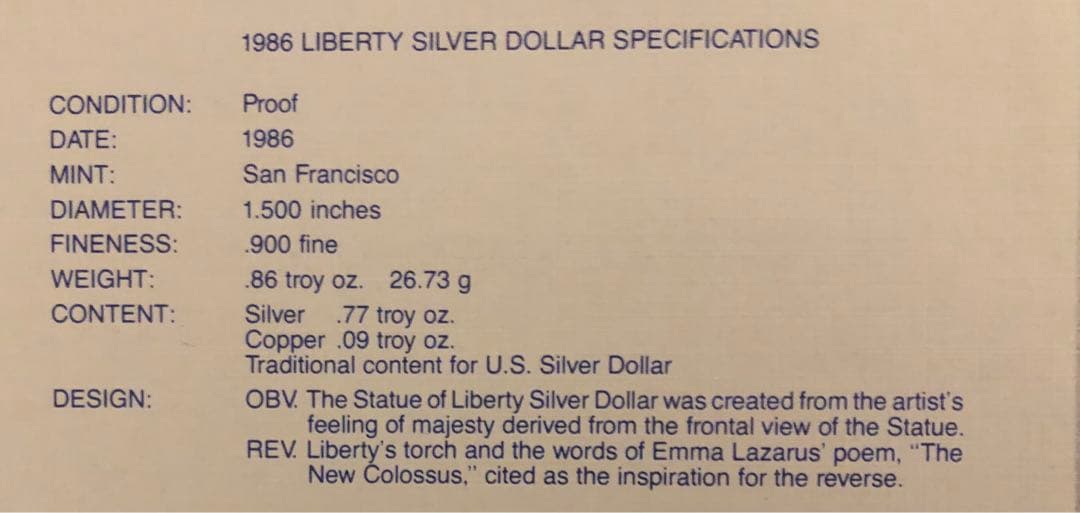 1986 LIBERTY SILVER DOLLAR SPECIFICATIONS
CONDITION: Proof
DATE: 1986
MINT: San Francisco
DIAMETER: 1.500 inches
FINENESS: .900 fine
WEIGHT: .86 troy oz. 26.73 g
CONTENT: Silver .77 troy oz.
Copper .09 troy oz.
Traditional content for U.S. Silver Dollar
DESIGN: OBV. The Statue of Liberty Silver Dollar was created from the artist's
feeling of majesty derived from the frontal view of the Statue.
REV. Liberty's torch and the words of Emma Lazarus' poem, "The
New Colossus," cited as the inspiration for the reverse.